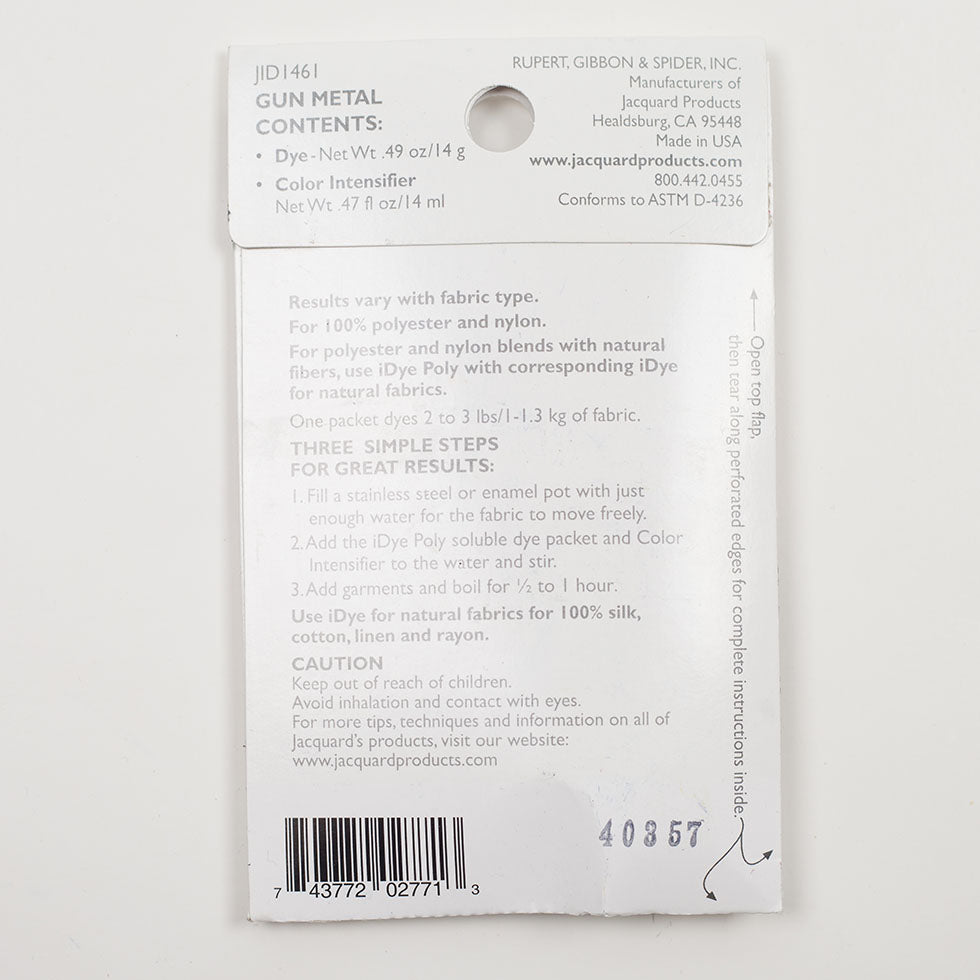 JID1461
GUN METAL
CONTENTS:
• Dye - Net Wt .49 oz/14 g
• Color Intensifier
Net Wt .47 fl oz/14 ml
RUPERT, GIBBON & SPIDER, INC.
Manufacturers of
Jacquard Products
Healdsburg, CA 95448
Made in USA
www.jacquardproducts.com
800.442.0455
Conforms to ASTM D-4236
Results vary with fabric type.
For 100% polyester and nylon.
For polyester and nylon blends with natural
fibers, use iDye Poly with corresponding iDye
for natural fabrics.
One packet dyes 2 to 3 lbs/1-1.3 kg of fabric.
THREE SIMPLE STEPS
FOR GREAT RESULTS:
1. Fill a stainless steel or enamel pot with just
enough water for the fabric to move freely.
2. Add the iDye Poly soluble dye packet and Color
Intensifier to the water and stir.
3. Add garments and boil for ½ to 1 hour.
Use iDye for natural fabrics for 100% silk,
cotton, linen and rayon.
CAUTION
Keep out of reach of children.
Avoid inhalation and contact with eyes.
For more tips, techniques and information on all of
Jacquard's products, visit our website:
www.jacquardproducts.com
Open top flap,
then tear along perforated edges for complete instructions inside.
40357
7 43772 02771 3